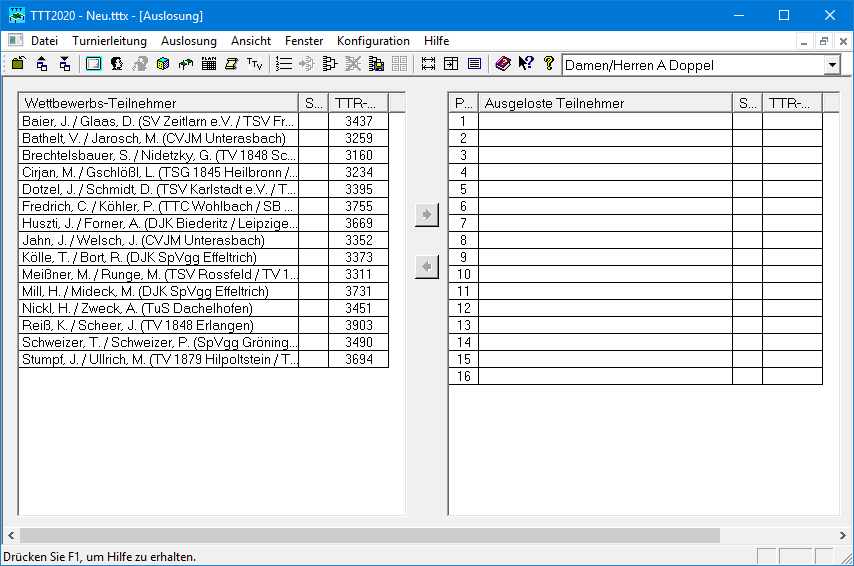 TTT2020 - Neu.tttx - [Auslosung]
Datei Turnierleitung Auslosung Ansicht Fenster Konfiguration Hilfe
TTV Damen/Herren A Doppel
Wettbewerbs-Teilnehmer S... TTR-...
Baier, J. / Glaas, D. (SV Zeitlarn e.V. / TSV Fr... 3437
Bathelt, V. / Jarosch, M. (CVJM Unterasbach) 3259
Brechtelsbauer, S. / Nidetzky, G. (TV 1848 Sc... 3160
Cirjan, M. / Gschlößl, L. (TSG 1845 Heilbronn /... 3234
Dotzel, J. / Schmidt, D. (TSV Karlstadt e.V. / T... 3395
Fredrich, C. / Köhler, P. (TTC Wohlbach / SB ... 3755
Huszti, J. / Forner, A. (DJK Biederitz / Leipzige... 3669
Jahn, J. / Welsch, J. (CVJM Unterasbach) 3352
Kölle, T. / Bort, R. (DJK SpVgg Effeltrich) 3373
Meißner, M. / Runge, M. (TSV Rossfeld / TV 1... 3311
Mill, H. / Mideck, M. (DJK SpVgg Effeltrich) 3731
Nickl, H. / Zweck, A. (TuS Dachelhofen) 3451
Reiß, K. / Scheer, J. (TV 1848 Erlangen) 3903
Schweizer, T. / Schweizer, P. (SpVgg Gröning... 3490
Stumpf, J. / Ullrich, M. (TV 1879 Hilpoltstein / T... 3694
P... Ausgeloste Teilnehmer S... TTR-...
1
2
3
4
5
6
7
8
9
10
11
12
13
14
15
16
Drücken Sie F1, um Hilfe zu erhalten.